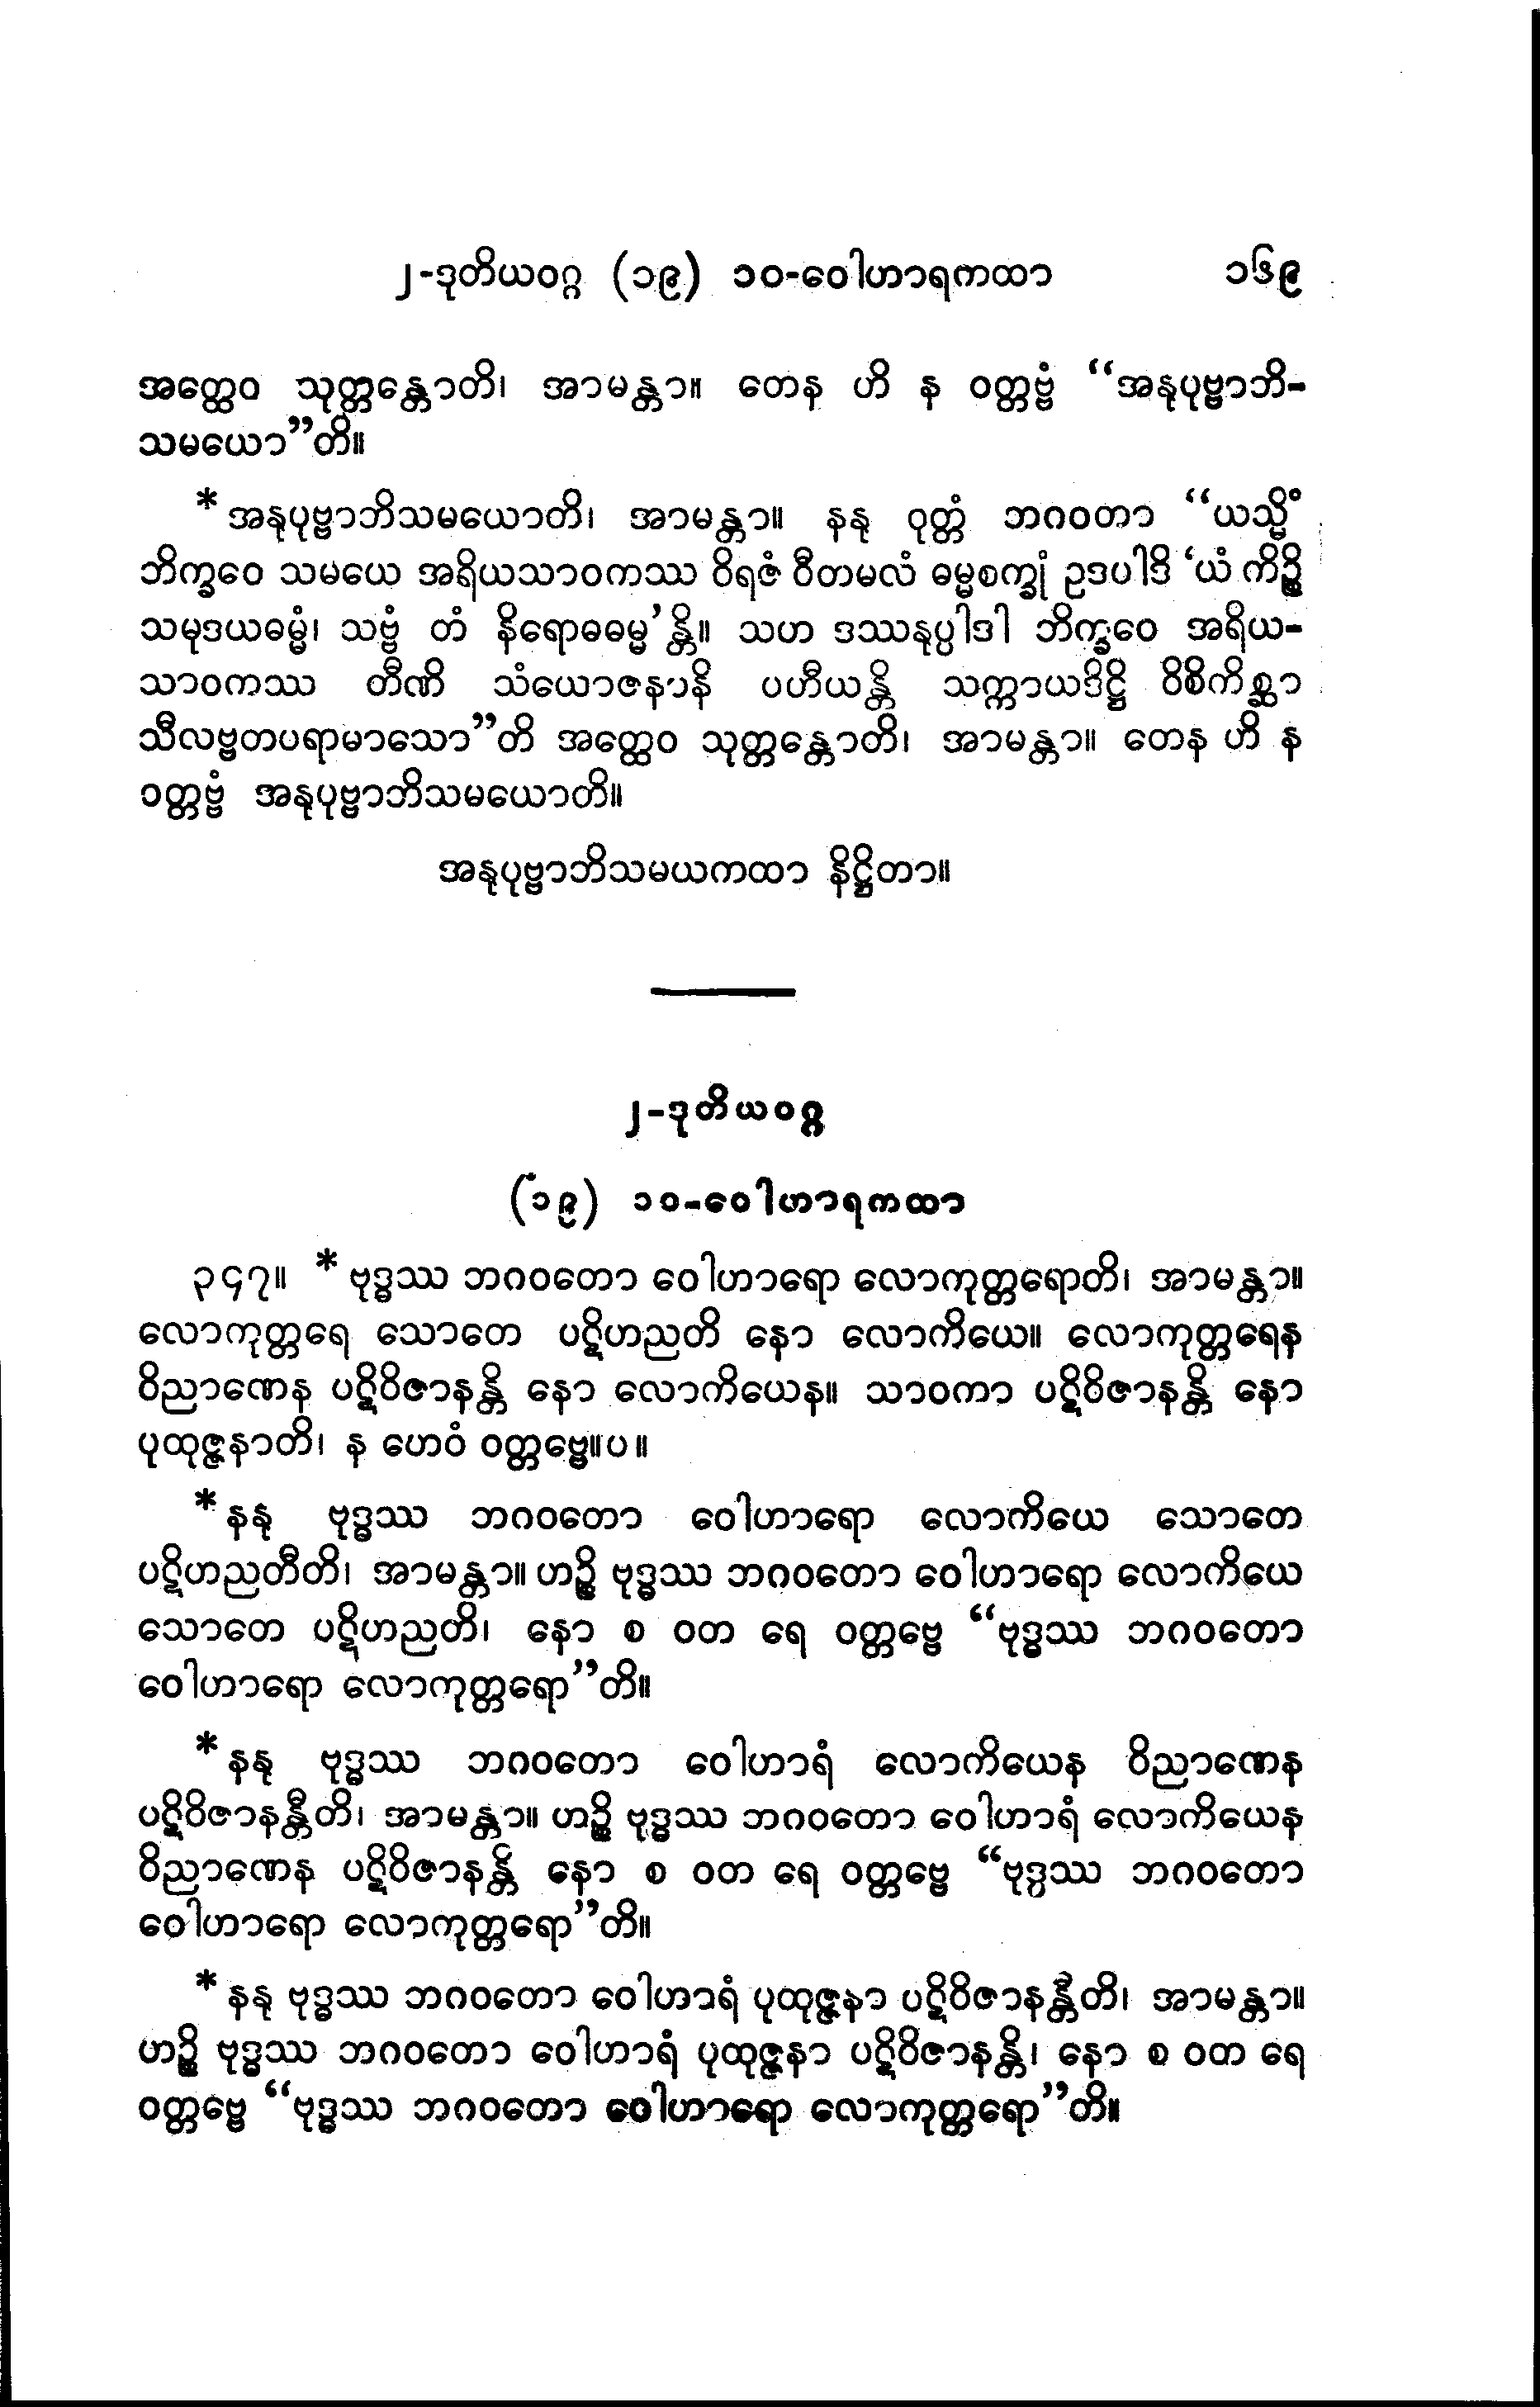 ၂-ဒုတိယဝဂ္ဂ (၁၉) ၁၀-ဝေါဟာရကထာ ၁၆၉
အတ္ထေဝ သုတ္တန္တောတိ၊ အာမန္တာ။ တေန ဟိ န ဝတ္တဗ္ဗံ “အနုပုဗ္ဗာဘိ-
သမယော”တိ။
* အနုပုဗ္ဗာဘိသမယောတိ၊ အာမန္တာ။ နနု ဝုတ္တံ ဘဂဝတာ “ယသ္မိံ
ဘိက္ခဝေ သမယေ အရိယသာဝကဿ ဝိရဇံ ဝီတမလံ ဓမ္မစက္ခုံ ဥဒပါဒိ ‘ယံ ကိဉ္စိ
သမုဒယဓမ္မံ၊ သဗ္ဗံ တံ နိရောဓဓမ္မ’န္တိ။ သဟ ဒဿနုပ္ပါဒါ ဘိက္ခဝေ အရိယ-
သာဝကဿ တီဏိ သံယောဇနာနိ ပဟီယန္တိ သက္ကာယဒိဋ္ဌိ ဝိစိကိစ္ဆာ
သီလဗ္ဗတပရာမာသော”တိ အတ္ထေဝ သုတ္တန္တောတိ၊ အာမန္တာ။ တေန ဟိ န
ဝတ္တဗ္ဗံ အနုပုဗ္ဗာဘိသမယောတိ။
အနုပုဗ္ဗာဘိသမယကထာ နိဋ္ဌိတာ။
၂-ဒုတိယဝဂ္ဂ
(၁၉) ၁၀-ဝေါဟာရကထာ
၃၄၇။ * ဗုဒ္ဓဿ ဘဂဝတော ဝေါဟာရော လောကုတ္တရောတိ၊ အာမန္တာ။
လောကုတ္တရေ သောတေ ပဋိဟညတိ နော လောကိယေ။ လောကုတ္တရေန
ဝိညာဏေန ပဋိဝိဇာနန္တိ နော လောကိယေန။ သာဝကာ ပဋိဝိဇာနန္တိ နော
ပုထုဇ္ဇနာတိ၊ န ဟေဝံ ဝတ္တဗ္ဗေ။ပ။
* နနု ဗုဒ္ဓဿ ဘဂဝတော ဝေါဟာရော လောကိယေ သောတေ
ပဋိဟညတီတိ၊ အာမန္တာ။ ဟဉ္စိ ဗုဒ္ဓဿ ဘဂဝတော ဝေါဟာရော လောကိယေ
သောတေ ပဋိဟညတိ၊ နော စ ဝတ ရေ ဝတ္တဗ္ဗေ “ဗုဒ္ဓဿ ဘဂဝတော
ဝေါဟာရော လောကုတ္တရော”တိ။
* နနု ဗုဒ္ဓဿ ဘဂဝတော ဝေါဟာရံ လောကိယေန ဝိညာဏေန
ပဋိဝိဇာနန္တီတိ၊ အာမန္တာ။ ဟဉ္စိ ဗုဒ္ဓဿ ဘဂဝတော ဝေါဟာရံ လောကိယေန
ဝိညာဏေန ပဋိဝိဇာနန္တိ နော စ ဝတ ရေ ဝတ္တဗ္ဗေ “ဗုဒ္ဓဿ ဘဂဝတော
ဝေါဟာရော လောကုတ္တရော”တိ။
* နနု ဗုဒ္ဓဿ ဘဂဝတော ဝေါဟာရံ ပုထုဇ္ဇနာ ပဋိဝိဇာနန္တီတိ၊ အာမန္တာ။
ဟဉ္စိ ဗုဒ္ဓဿ ဘဂဝတော ဝေါဟာရံ ပုထုဇ္ဇနာ ပဋိဝိဇာနန္တိ၊ နော စ ဝတ ရေ
ဝတ္တဗ္ဗေ “ဗုဒ္ဓဿ ဘဂဝတော ဝေါဟာရော လောကုတ္တရော”တိ။